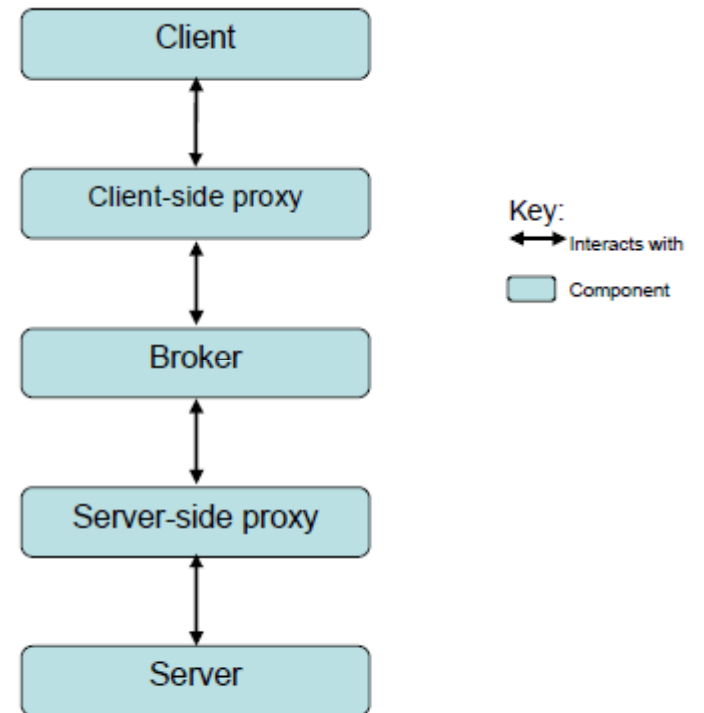 Client
Client-side proxy
Key:
Interacts with
Component
Broker
Server-side proxy
Server